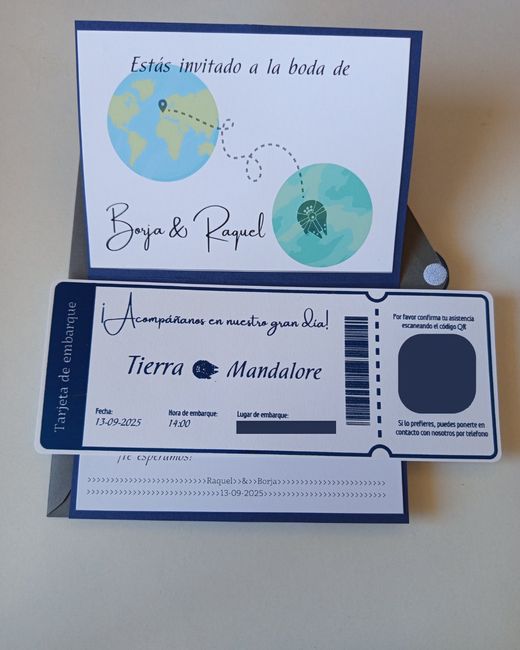 Estás invitado a la boda de
Borja & Raquel
Tarjeta de embarque
¡Acompáñanos en nuestro gran día!
Tierra Mandalore
Fecha:
13-09-2025
Hora de embarque:
14:00
Lugar de embarque:
Por favor confirma tu asistencia
escaneando el código QR
Si lo prefieres, puedes ponerte en
contacto con nosotros por telefono
¡Te esperamos!
>>>>>>>>>>>>>>>>>>>>>>>>>>Raquel>>&>>Borja>>>>>>>>>>>>>>>>>>>>>>>
>>>>>>>>>>>>>>>>>>>>>>>>>>>>>13-09-2025>>>>>>>>>>>>>>>>>>>>>>>>>>>